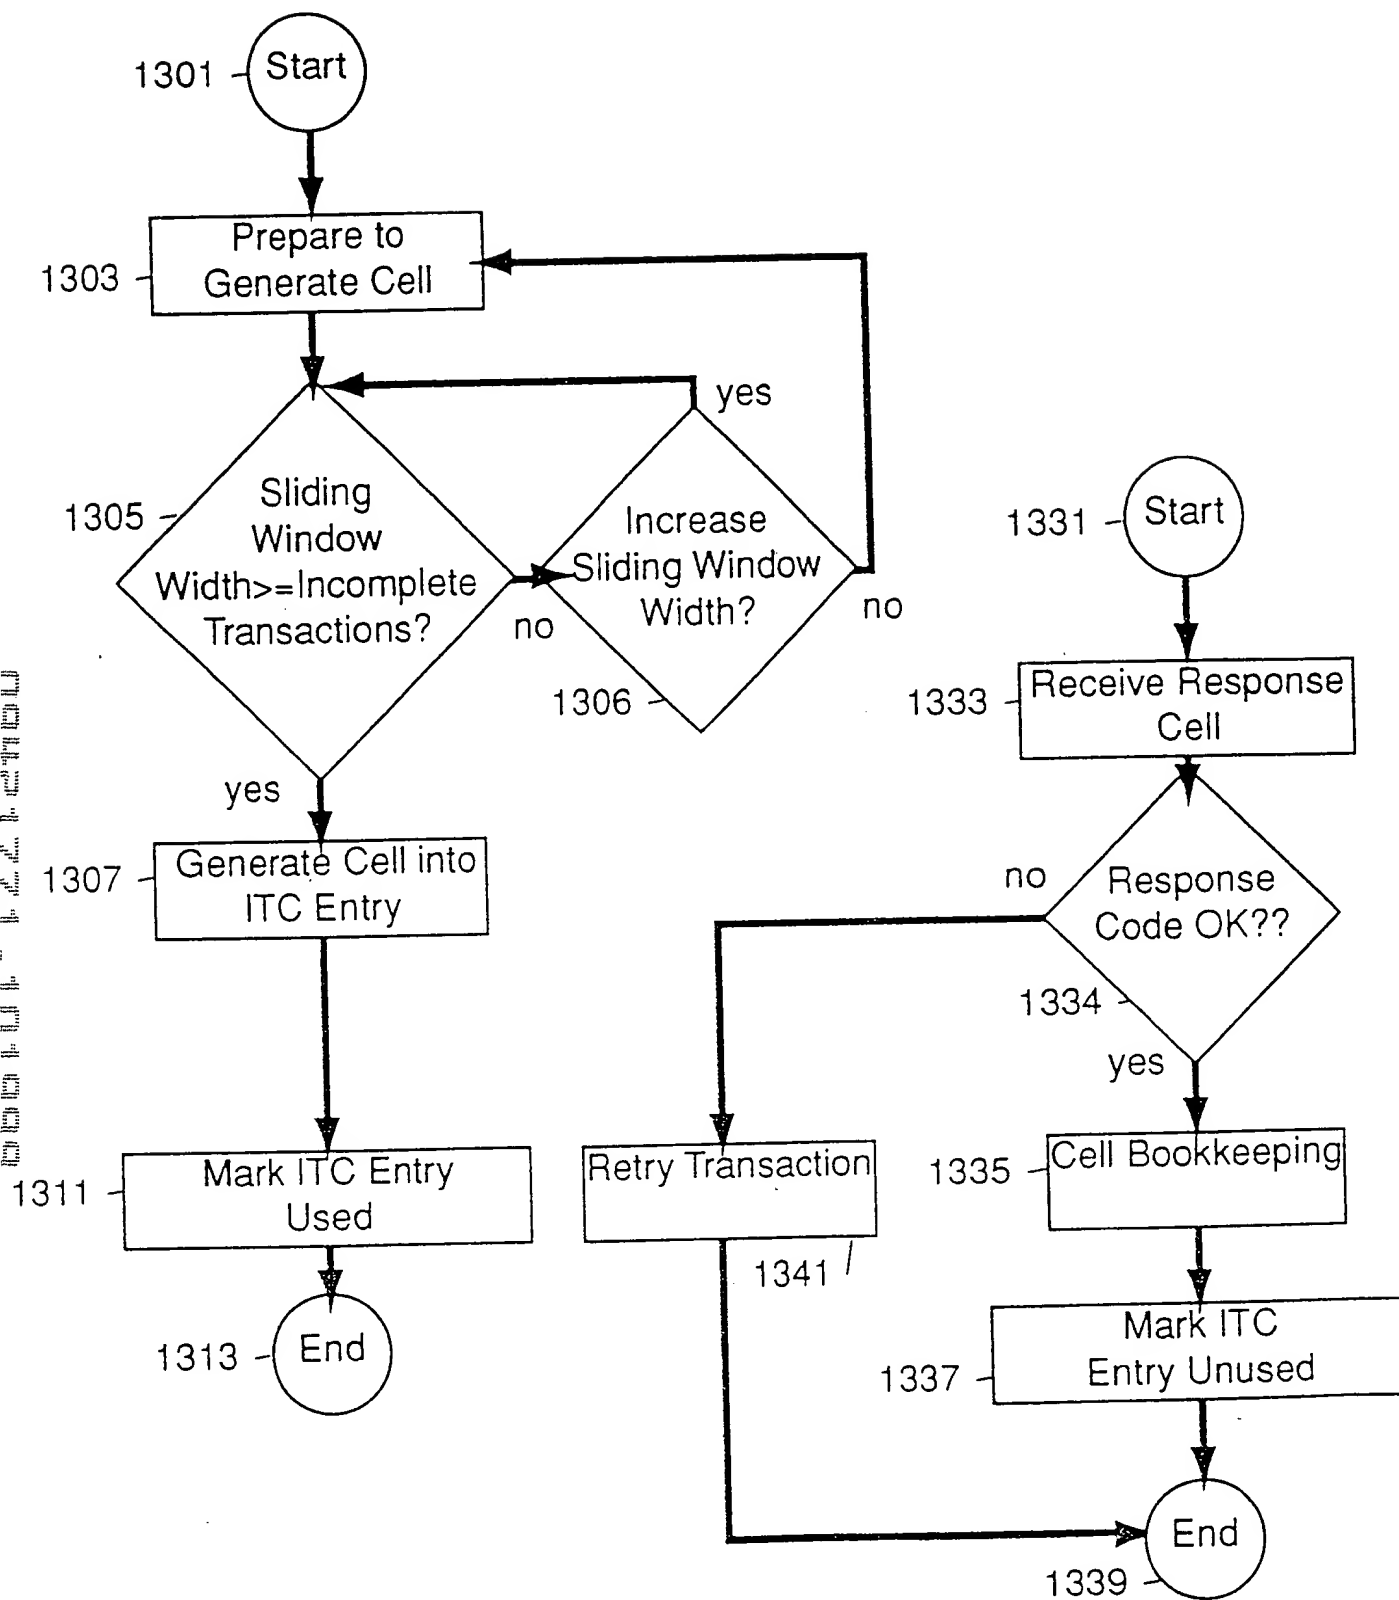 1301
Start
Prepare to
Generate Cell
1303
yes
Sliding
Window
Width>=Incomplete
Transactions?
1305
no
Increase
Sliding Window
Width?
no
1306
yes
Generate Cell into
ITC Entry
1307
Mark ITC Entry
Used
1311
End
1313
1331
Start
Receive Response
Cell
1333
Response
Code OK??
no
1334
yes
Retry Transaction
1341
Cell Bookkeeping
1335
Mark ITC
Entry Unused
1337
End
1339